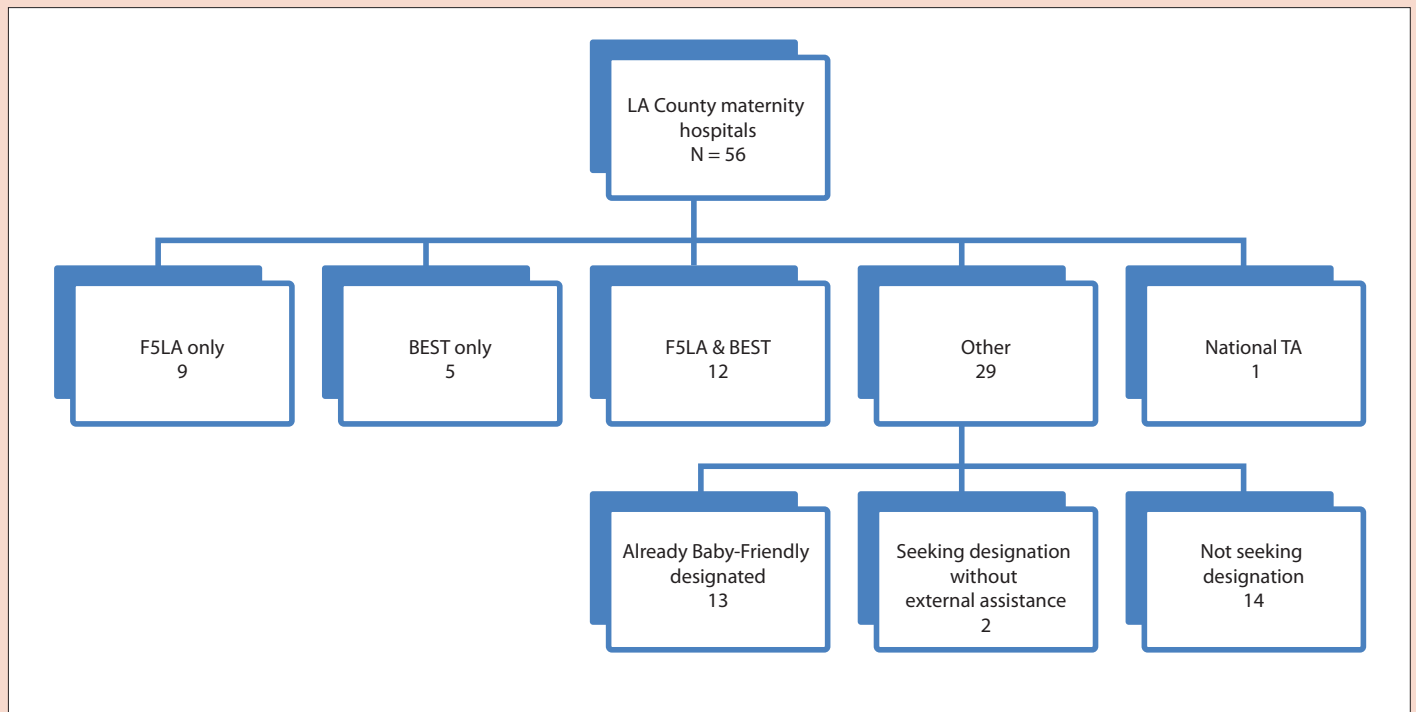 LA County maternity
hospitals
N = 56
F5LA only
9
BEST only
5
F5LA & BEST
12
Other
29
National TA
1
Already Baby-Friendly
designated
13
Seeking designation
without
external assistance
2
Not seeking
designation
14